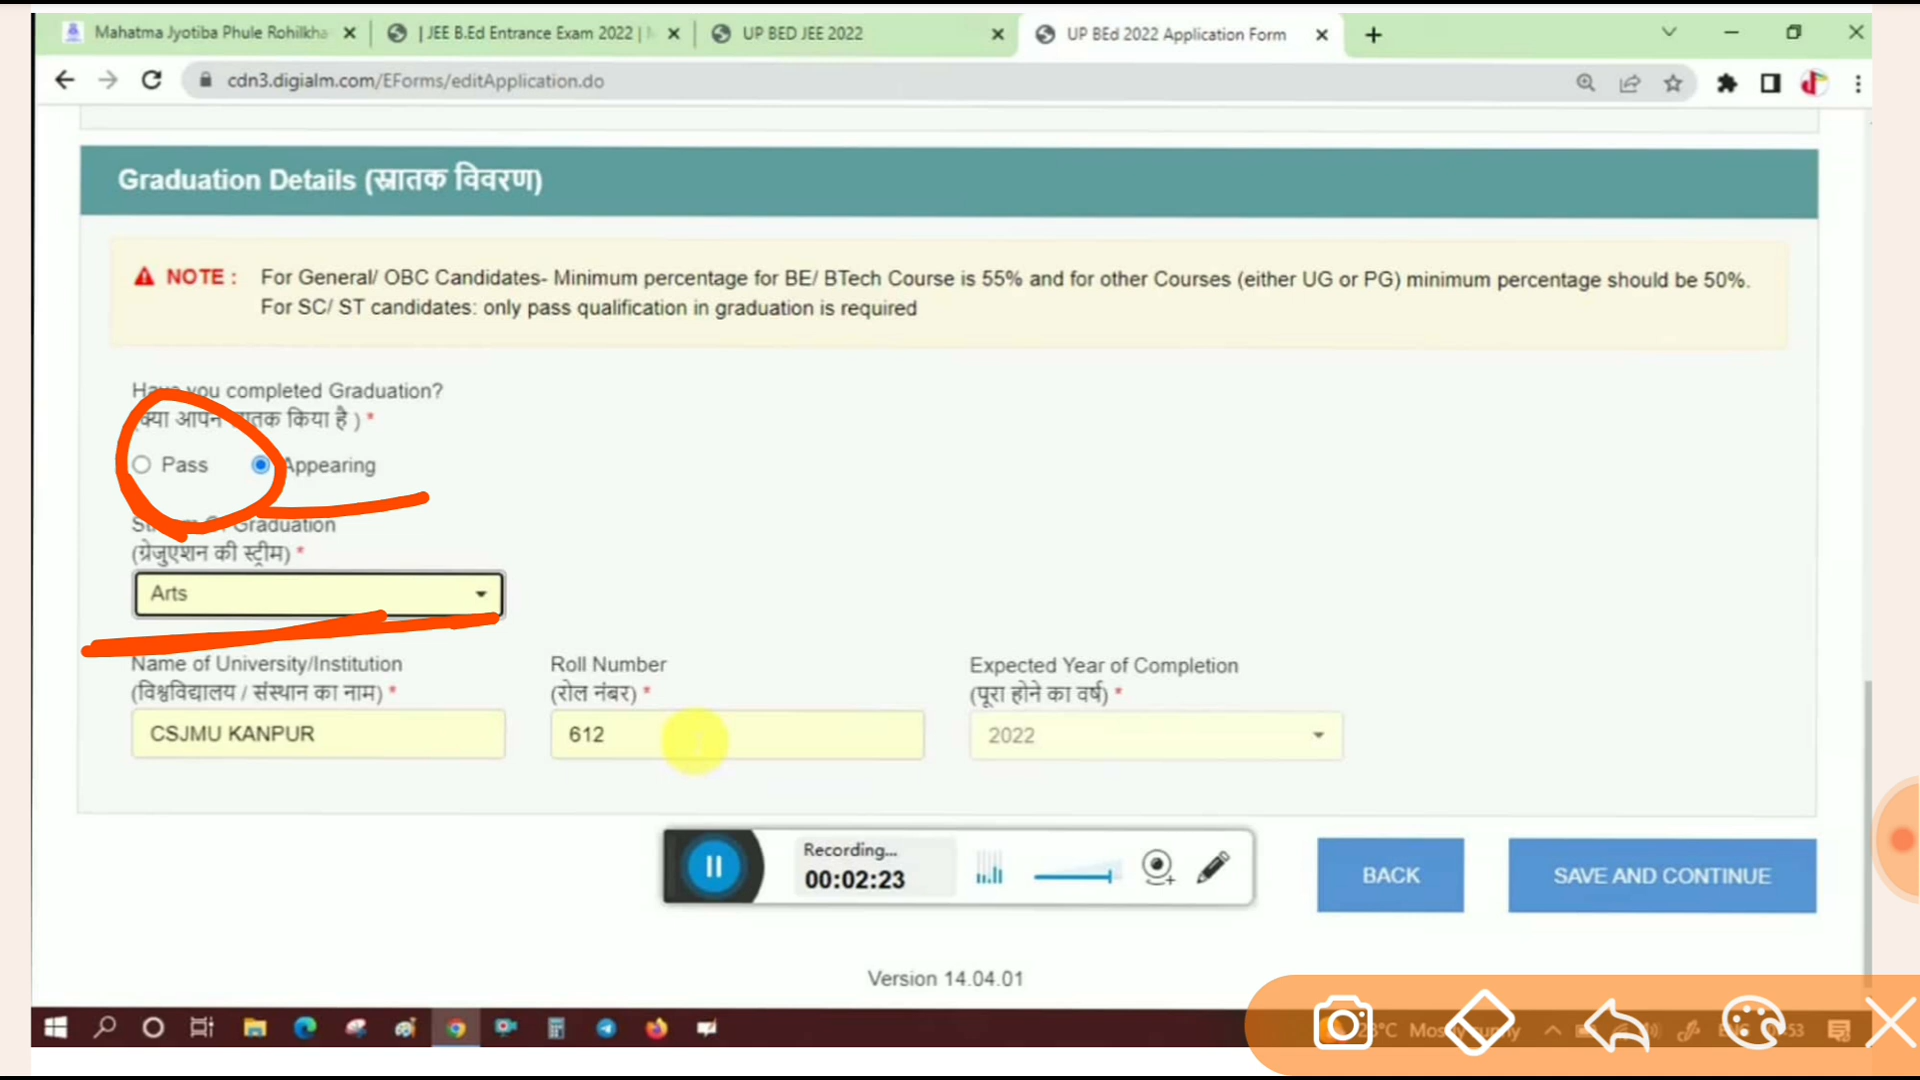 Mahatma Jyotiba Phule Rohilkha
| JEE B.Ed Entrance Exam 2022 |
UP BED JEE 2022
UP BEd 2022 Application Form
cdn3.digialm.com/EForms/editApplication.do
Graduation Details (स्नातक विवरण)
NOTE : For General/ OBC Candidates- Minimum percentage for BE/ BTech Course is 55% and for other Courses (either UG or PG) minimum percentage should be 50%.
For SC/ ST candidates: only pass qualification in graduation is required
Have you completed Graduation?
(क्या आपने स्नातक किया है ) *
Pass Appearing
Stream Of Graduation
(ग्रेजुएशन की स्ट्रीम) *
Arts
Name of University/Institution
(विश्वविद्यालय / संस्थान का नाम) *
CSJMU KANPUR
Roll Number
(रोल नंबर) *
612
Expected Year of Completion
(पूरा होने का वर्ष) *
2022
Recording...
00:02:23
BACK
SAVE AND CONTINUE
Version 14.04.01